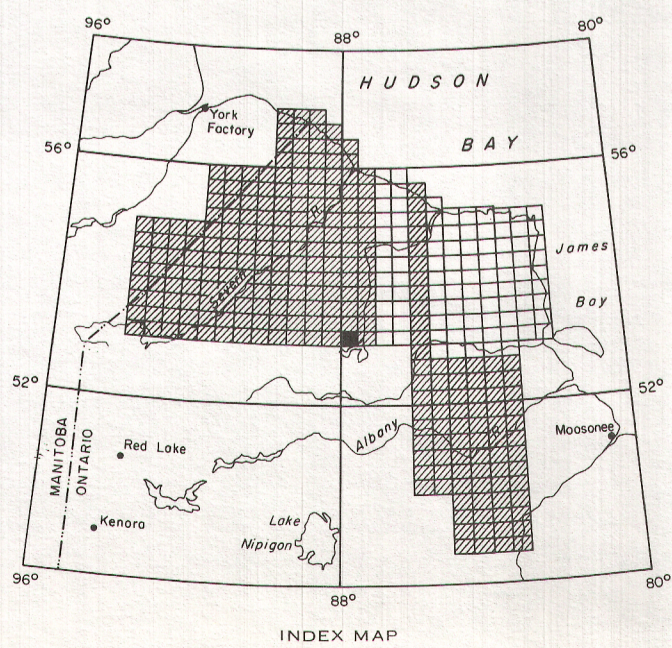 96°
88°
80°
HUDSON
York
Factory
BAY
56°
56°
R.
James
Severn
Bay
52°
52°
Albany
R.
Moosonee
MANITOBA
ONTARIO
Red Lake
Kenora
Lake
Nipigon
96°
88°
80°
INDEX MAP